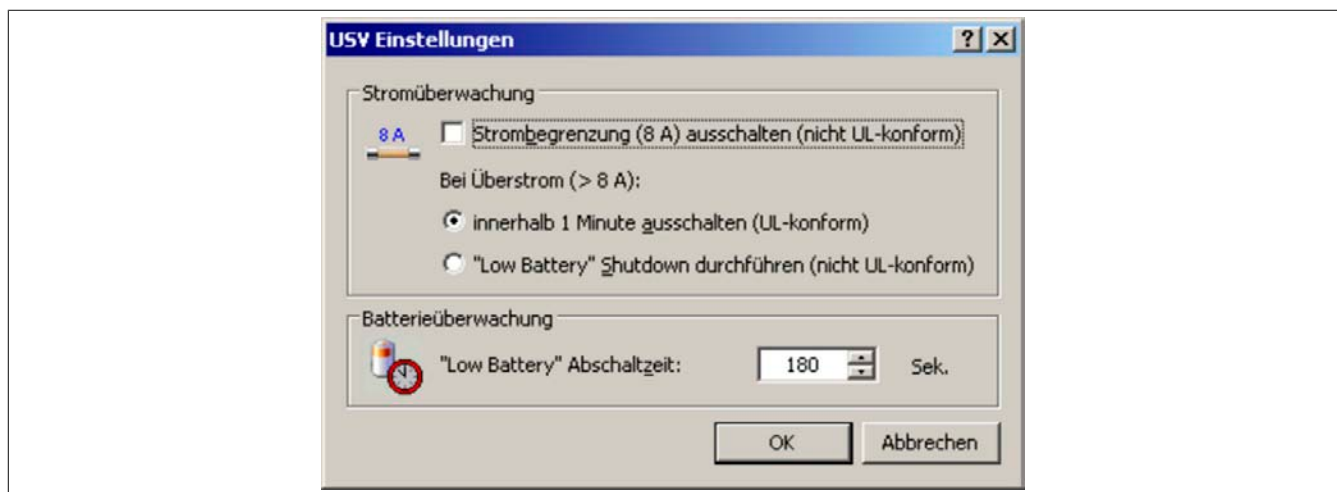 USV Einstellungen
Stromüberwachung
8 A
Strombegrenzung (8 A) ausschalten (nicht UL-konform)
Bei Überstrom (> 8 A):
innerhalb 1 Minute ausschalten (UL-konform)
"Low Battery" Shutdown durchführen (nicht UL-konform)
Batterieüberwachung
"Low Battery" Abschaltzeit: 180 Sek.
OK Abbrechen